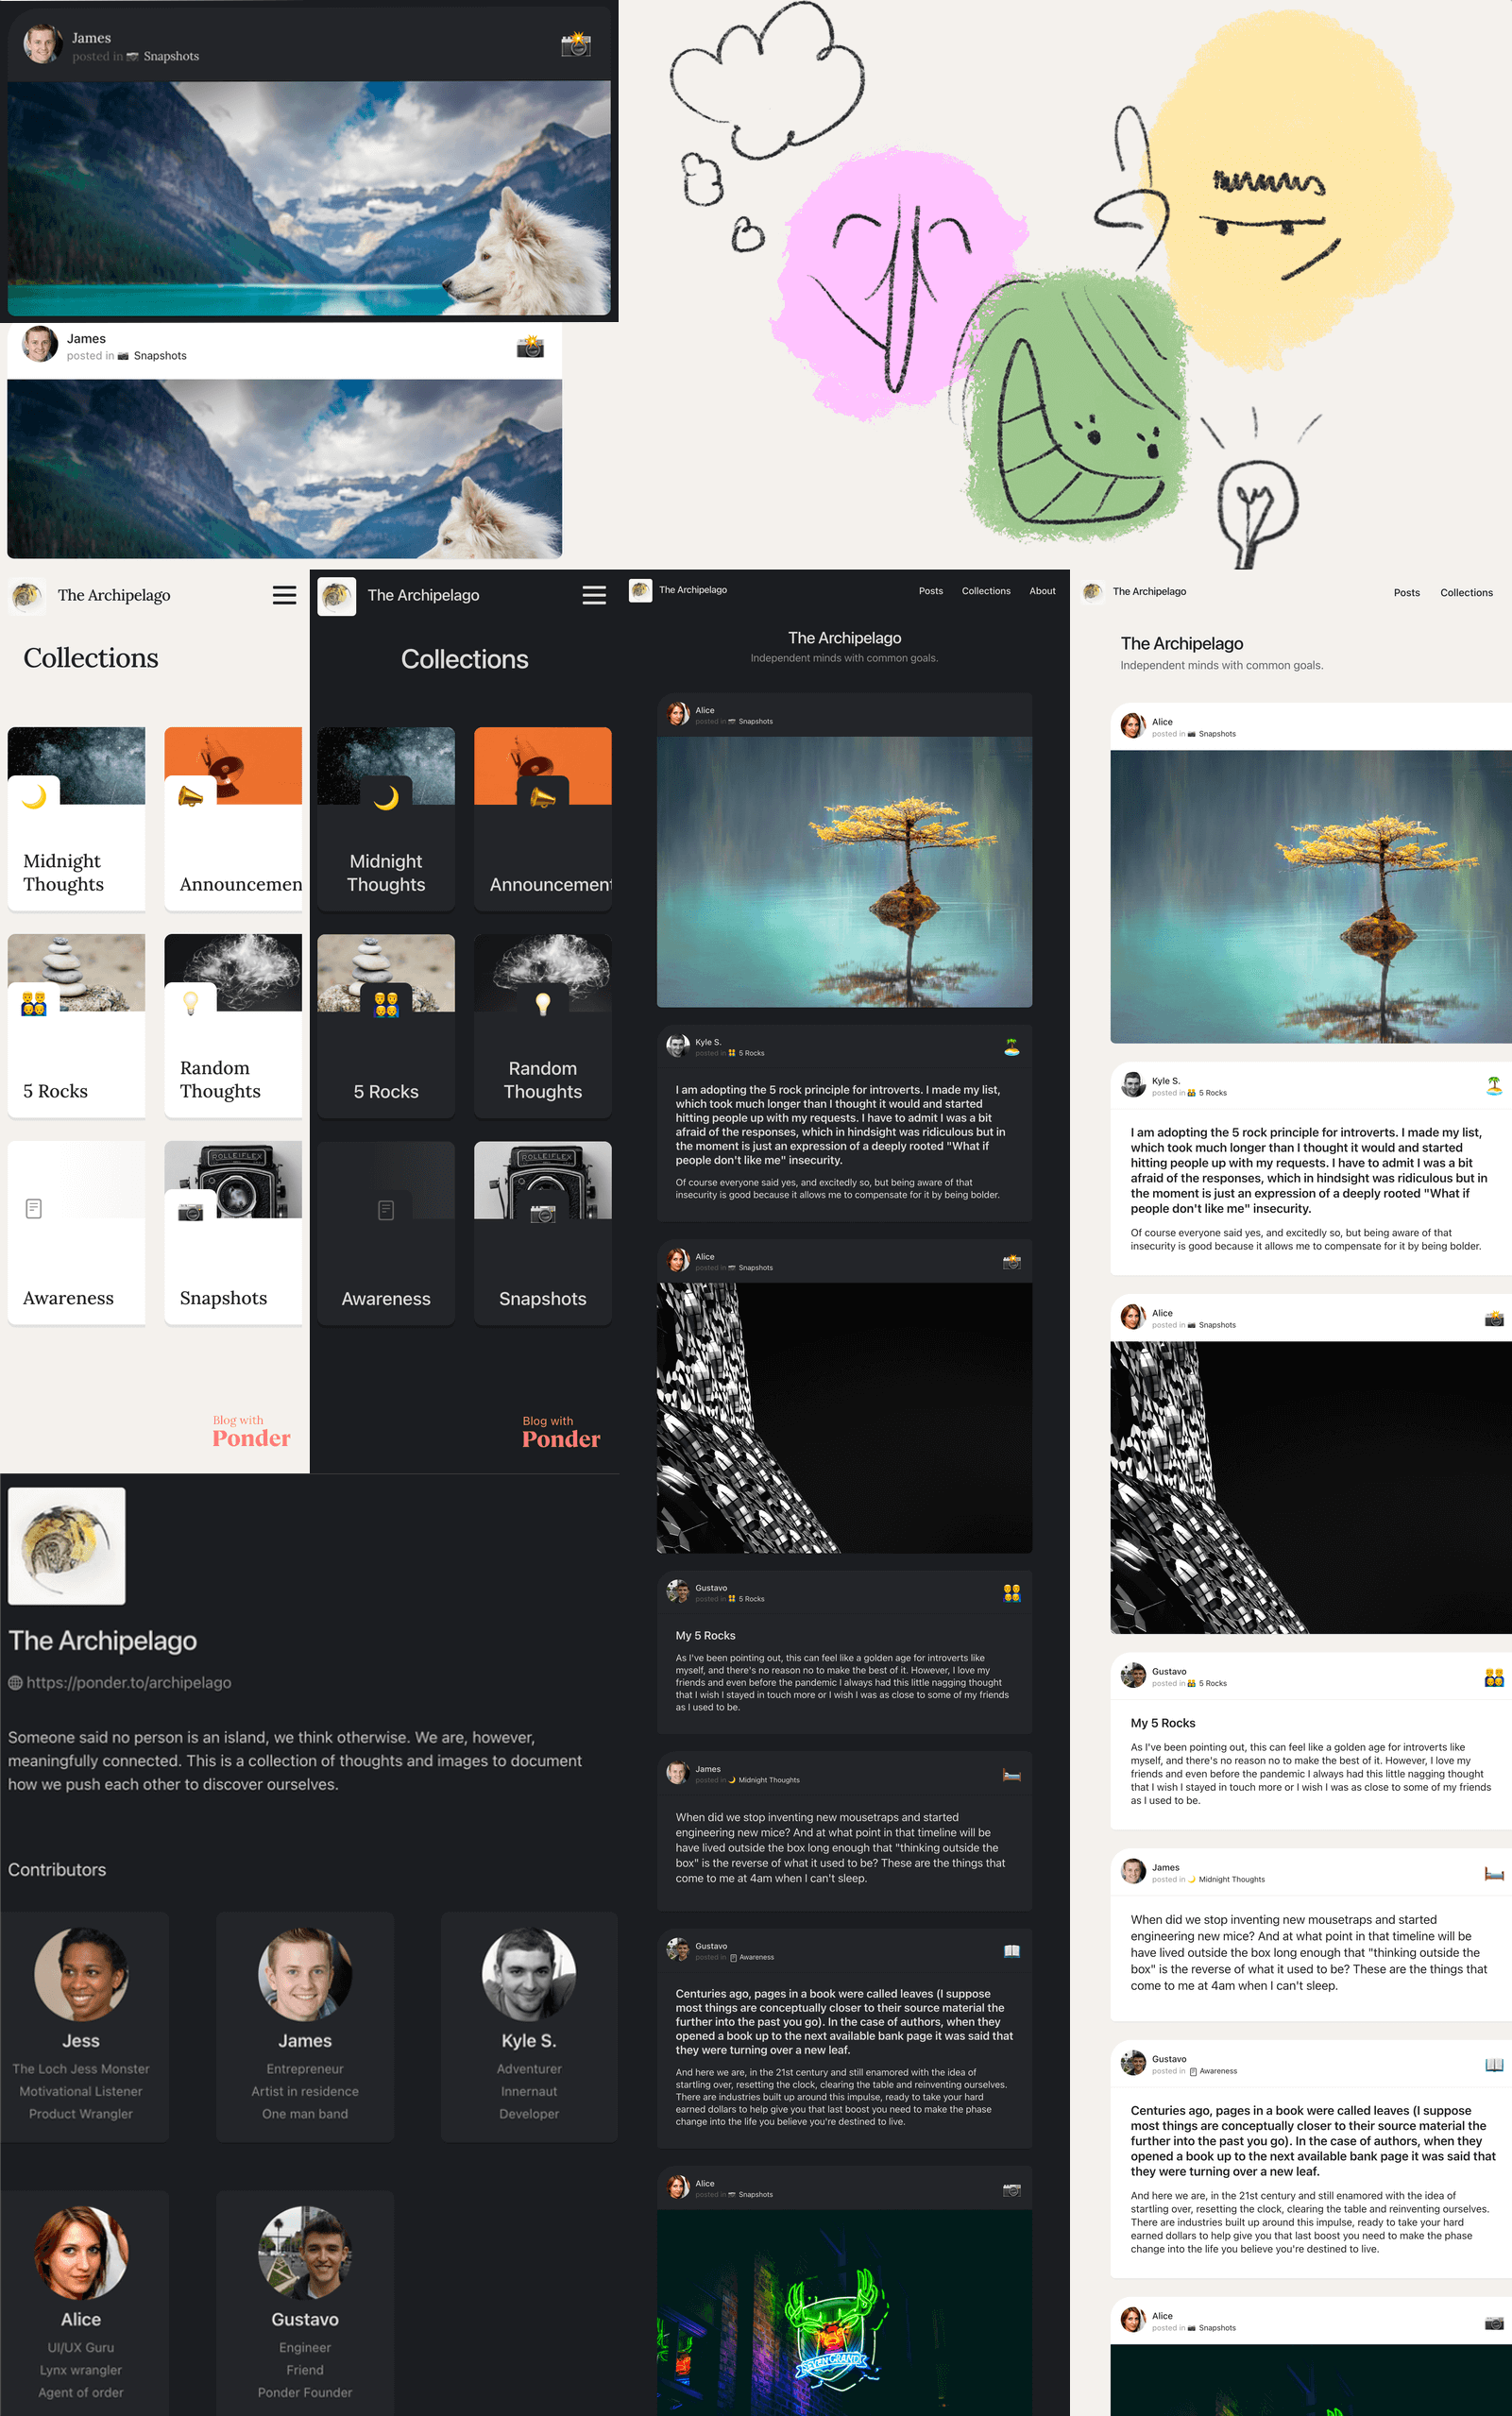 James
posted in Snapshots
James
posted in Snapshots
The Archipelago
Collections
Midnight
Thoughts
Announcemen
5 Rocks
Random
Thoughts
ROLLEIFLEX
Awareness
Snapshots
Blog with
Ponder
The Archipelago
Collections
Midnight
Thoughts
Announcement
5 Rocks
Random
Thoughts
ROLLEIFLEX
Awareness
Snapshots
Blog with
Ponder
The Archipelago
https://ponder.to/archipelago
Someone said no person is an island, we think otherwise. We are, however,
meaningfully connected. This is a collection of thoughts and images to document
how we push each other to discover ourselves.
Contributors
Jess
The Loch Jess Monster
Motivational Listener
Product Wrangler
James
Entrepreneur
Artist in residence
One man band
Kyle S.
Adventurer
Innernaut
Developer
Alice
UI/UX Guru
Lynx wrangler
Agent of order
Gustavo
Engineer
Friend
Ponder Founder
The Archipelago
Posts Collections About
The Archipelago
Independent minds with common goals.
Alice
posted in Snapshots
Kyle S.
posted in 5 Rocks
I am adopting the 5 rock principle for introverts. I made my list,
which took much longer than I thought it would and started
hitting people up with my requests. I have to admit I was a bit
afraid of the responses, which in hindsight was ridiculous but in
the moment is just an expression of a deeply rooted "What if
people don't like me" insecurity.
Of course everyone said yes, and excitedly so, but being aware of that
insecurity is good because it allows me to compensate for it by being bolder.
Alice
posted in Snapshots
Gustavo
posted in 5 Rocks
My 5 Rocks
As I've been pointing out, this can feel like a golden age for introverts like
myself, and there's no reason no to make the best of it. However, I love my
friends and even before the pandemic I always had this little nagging thought
that I wish I stayed in touch more or I wish I was as close to some of my friends
as I used to be.
James
posted in Midnight Thoughts
When did we stop inventing new mousetraps and started
engineering new mice? And at what point in that timeline will be
have lived outside the box long enough that "thinking outside the
box" is the reverse of what it used to be? These are the things that
come to me at 4am when I can't sleep.
Gustavo
posted in Awareness
Centuries ago, pages in a book were called leaves (I suppose
most things are conceptually closer to their source material the
further into the past you go). In the case of authors, when they
opened a book up to the next available bank page it was said that
they were turning over a new leaf.
And here we are, in the 21st century and still enamored with the idea of
startling over, resetting the clock, clearing the table and reinventing ourselves.
There are industries built up around this impulse, ready to take your hard
earned dollars to help give you that last boost you need to make the phase
change into the life you believe you're destined to live.
Alice
posted in Snapshots
SEVEN GRAND
The Archipelago
Posts Collections
The Archipelago
Independent minds with common goals.
Alice
posted in Snapshots
Kyle S.
posted in 5 Rocks
I am adopting the 5 rock principle for introverts. I made my list,
which took much longer than I thought it would and started
hitting people up with my requests. I have to admit I was a bit
afraid of the responses, which in hindsight was ridiculous but in
the moment is just an expression of a deeply rooted "What if
people don't like me" insecurity.
Of course everyone said yes, and excitedly so, but being aware of that
insecurity is good because it allows me to compensate for it by being bolder.
Alice
posted in Snapshots
Gustavo
posted in 5 Rocks
My 5 Rocks
As I've been pointing out, this can feel like a golden age for introverts like
myself, and there's no reason no to make the best of it. However, I love my
friends and even before the pandemic I always had this little nagging thought
that I wish I stayed in touch more or I wish I was as close to some of my friends
as I used to be.
James
posted in Midnight Thoughts
When did we stop inventing new mousetraps and started
engineering new mice? And at what point in that timeline will be
have lived outside the box long enough that "thinking outside the
box" is the reverse of what it used to be? These are the things that
come to me at 4am when I can't sleep.
Gustavo
posted in Awareness
Centuries ago, pages in a book were called leaves (I suppose
most things are conceptually closer to their source material the
further into the past you go). In the case of authors, when they
opened a book up to the next available bank page it was said that
they were turning over a new leaf.
And here we are, in the 21st century and still enamored with the idea of
startling over, resetting the clock, clearing the table and reinventing ourselves.
There are industries built up around this impulse, ready to take your hard
earned dollars to help give you that last boost you need to make the phase
change into the life you believe you're destined to live.
Alice
posted in Snapshots